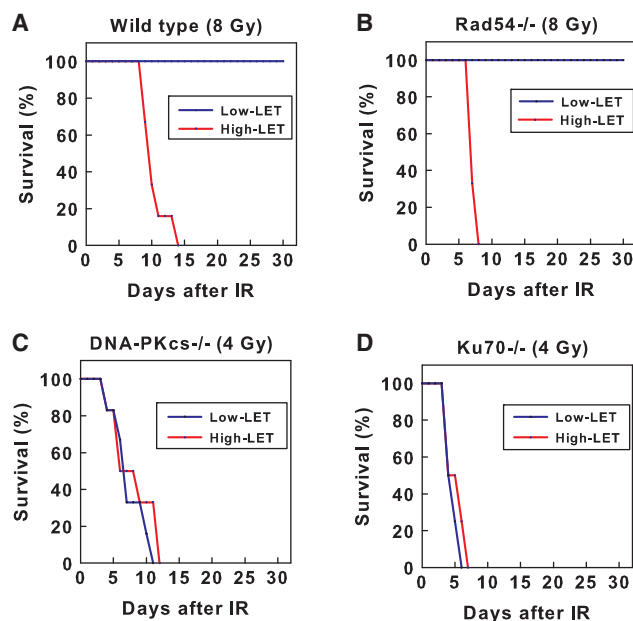 A
Wild type (8 Gy)
Survival (%)
100
80
60
40
20
0
Low-LET
High-LET
0 5 10 15 20 25 30
Days after IR
B
Rad54-/- (8 Gy)
Survival (%)
100
80
60
40
20
0
Low-LET
High-LET
0 5 10 15 20 25 30
Days after IR
C
DNA-PKcs-/- (4 Gy)
Survival (%)
100
80
60
40
20
0
Low-LET
High-LET
0 5 10 15 20 25 30
Days after IR
D
Ku70-/- (4 Gy)
Survival (%)
100
80
60
40
20
0
Low-LET
High-LET
0 5 10 15 20 25 30
Days after IR